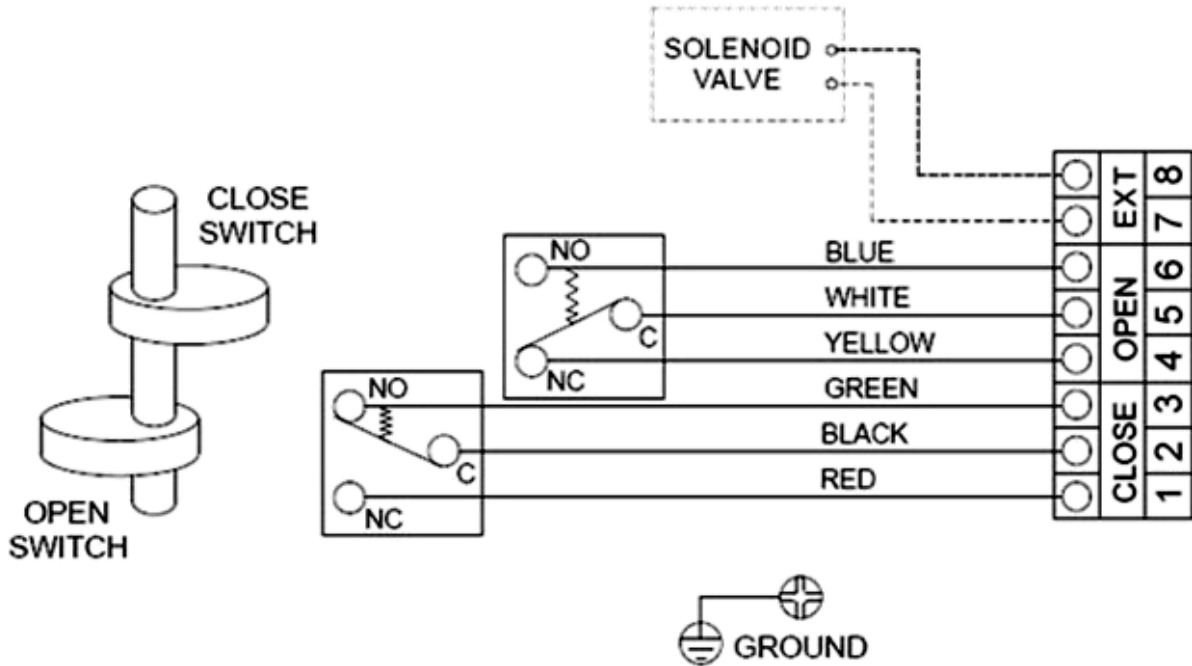 SOLENOID
VALVE
CLOSE
SWITCH
OPEN
SWITCH
NO
C
NC
NO
C
NC
BLUE
WHITE
YELLOW
GREEN
BLACK
RED
EXT
OPEN
CLOSE
8
7
6
5
4
3
2
1
GROUND